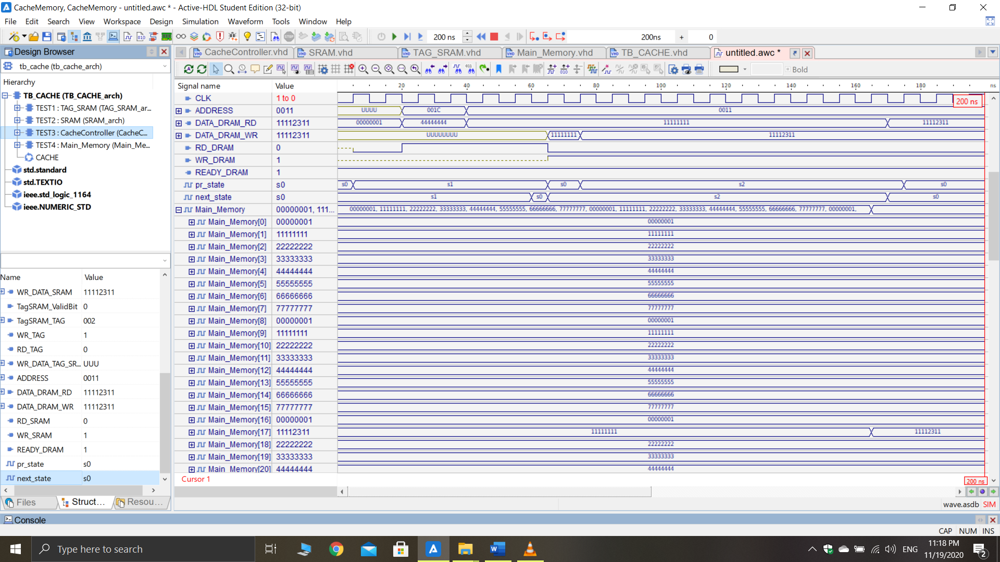 CacheMemory, CacheMemory - untitled.awc * - Active-HDL Student Edition (32-bit)
File Edit Search View Workspace Design Simulation Waveform Tools Window Help
200 ns 200ns + 0
Design Browser
CacheController.vhd SRAM.vhd TAG_SRAM.vhd Main_Memory.vhd TB_CACHE.vhd untitled.awc *
tb_cache (tb_cache_arch)
Bold
Hierarchy
TB_CACHE (TB_CACHE_arch)
TEST1 : TAG_SRAM (TAG_SRAM_ar...
TEST2 : SRAM (SRAM_arch)
TEST3 : CacheController (CacheC...
TEST4 : Main_Memory (Main_Me...
CACHE
std.standard
std.TEXTIO
ieee.std_logic_1164
ieee.NUMERIC_STD
Name Value
WR_DATA_SRAM 11112311
TagSRAM_ValidBit 0
TagSRAM_TAG 002
WR_TAG 1
RD_TAG 0
WR_DATA_TAG_SR... UUU
ADDRESS 0011
DATA_DRAM_RD 11112311
DATA_DRAM_WR 11112311
RD_SRAM 0
WR_SRAM 1
READY_DRAM 1
pr_state s0
next_state s0
Files Struct... Resou...
Signal name Value 20 40 60 80 100 120 140 160 180 ns
CLK 1 to 0 200 ns
ADDRESS 0011 UUUU 001C 0011
DATA_DRAM_RD 11112311 00000001 44444444 11111111 11112311
DATA_DRAM_WR 11112311 UUUUUUUU 11111111 11112311
RD_DRAM 0
WR_DRAM 1
READY_DRAM 1
pr_state s0 s0 s1 s0 s2 s0
next_state s0 s1 s0 s2 s0
Main_Memory 00000001, 111... 00000001, 11111111, 22222222, 33333333, 44444444, 55555555, 66666666, 77777777, 00000001, 11111111, 22222222, 33333333, 44444444, 55555555, 66666666, 77777777, 00000001,
Main_Memory[0] 00000001 00000001
Main_Memory[1] 11111111 11111111
Main_Memory[2] 22222222 22222222
Main_Memory[3] 33333333 33333333
Main_Memory[4] 44444444 44444444
Main_Memory[5] 55555555 55555555
Main_Memory[6] 66666666 66666666
Main_Memory[7] 77777777 77777777
Main_Memory[8] 00000001 00000001
Main_Memory[9] 11111111 11111111
Main_Memory[10] 22222222 22222222
Main_Memory[11] 33333333 33333333
Main_Memory[12] 44444444 44444444
Main_Memory[13] 55555555 55555555
Main_Memory[14] 66666666 66666666
Main_Memory[15] 77777777 77777777
Main_Memory[16] 00000001 00000001
Main_Memory[17] 11112311 11111111 11112311
Main_Memory[18] 22222222 22222222
Main_Memory[19] 33333333 33333333
Main_Memory[20] 44444444 44444444
Cursor 1 200 ns
wave.asdb SIM
Console
CAP NUM INS
Type here to search
ENG
11:18 PM
11/19/2020
2